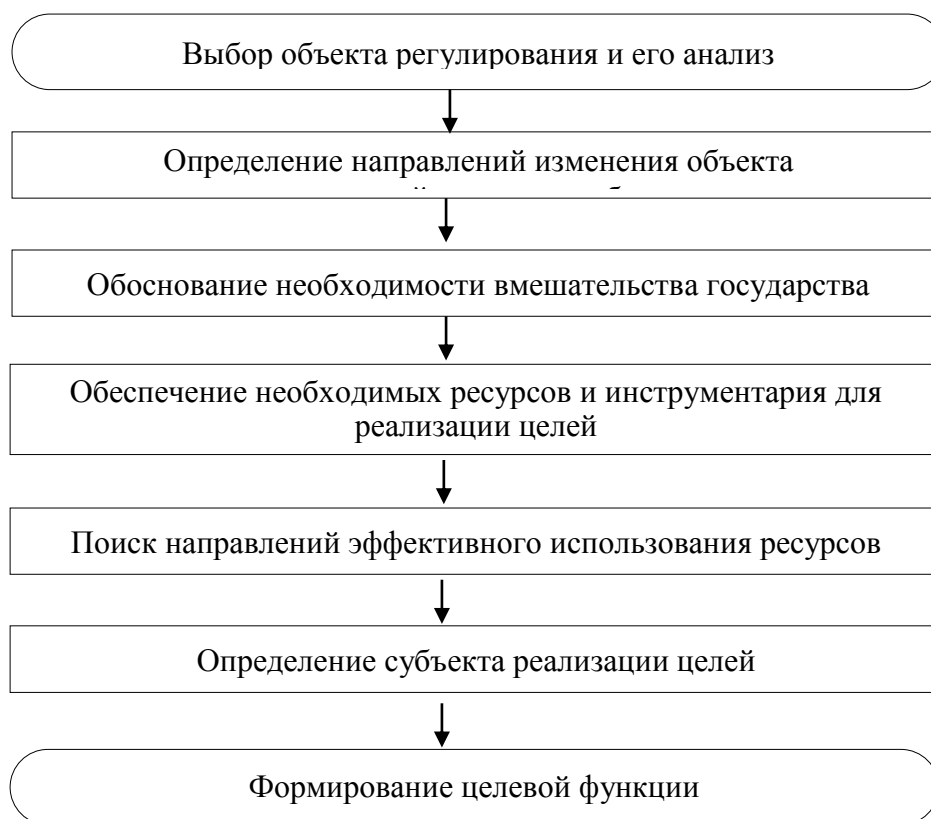 Выбор объекта регулирования и его анализ
Определение направлений изменения объекта
Обоснование необходимости вмешательства государства
Обеспечение необходимых ресурсов и инструментария для
реализации целей
Поиск направлений эффективного использования ресурсов
Определение субъекта реализации целей
Формирование целевой функции